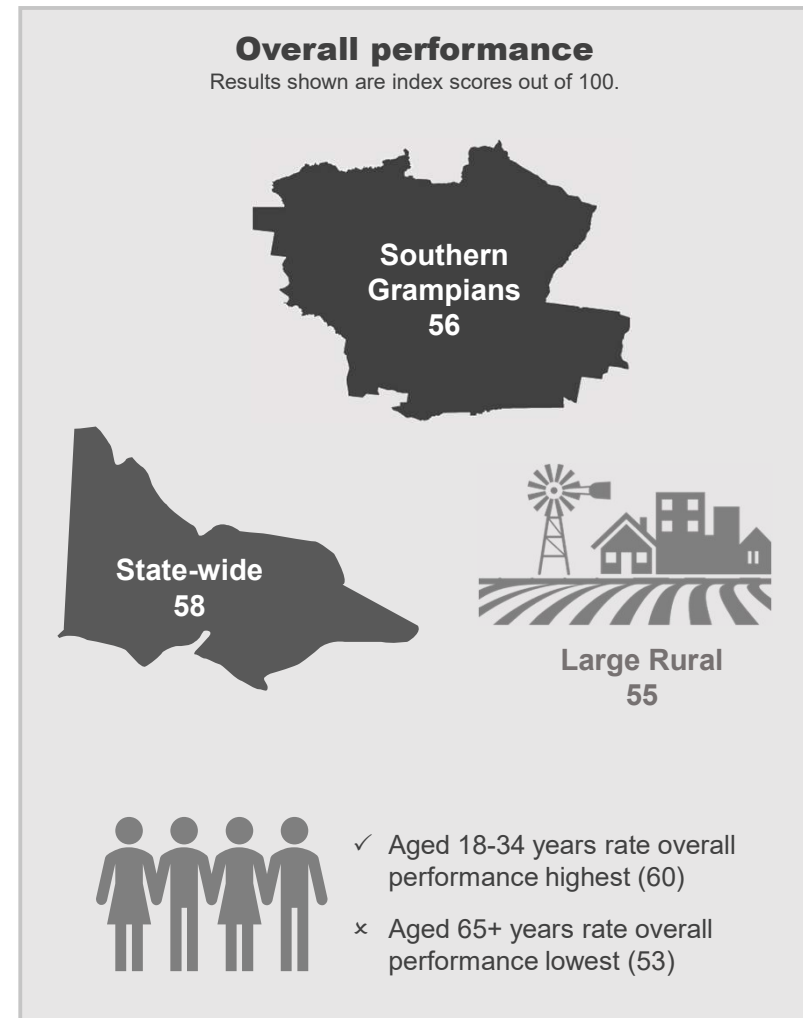 Overall performance
Results shown are index scores out of 100.
Southern
Grampians
56
State-wide
58
Large Rural
55
✓ Aged 18-34 years rate overall
performance highest (60)
× Aged 65+ years rate overall
performance lowest (53)